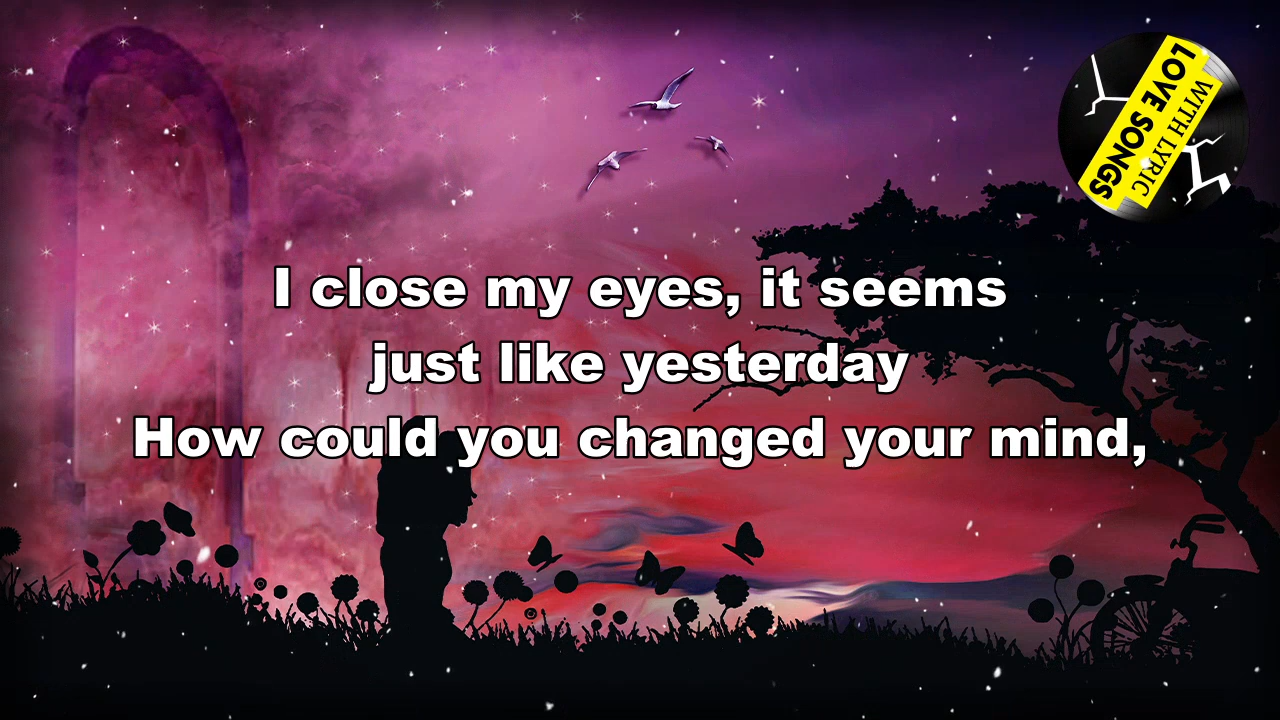 I close my eyes, it seems
just like yesterday
How could you changed your mind,
LOVE SONGS
WITH LYRIC